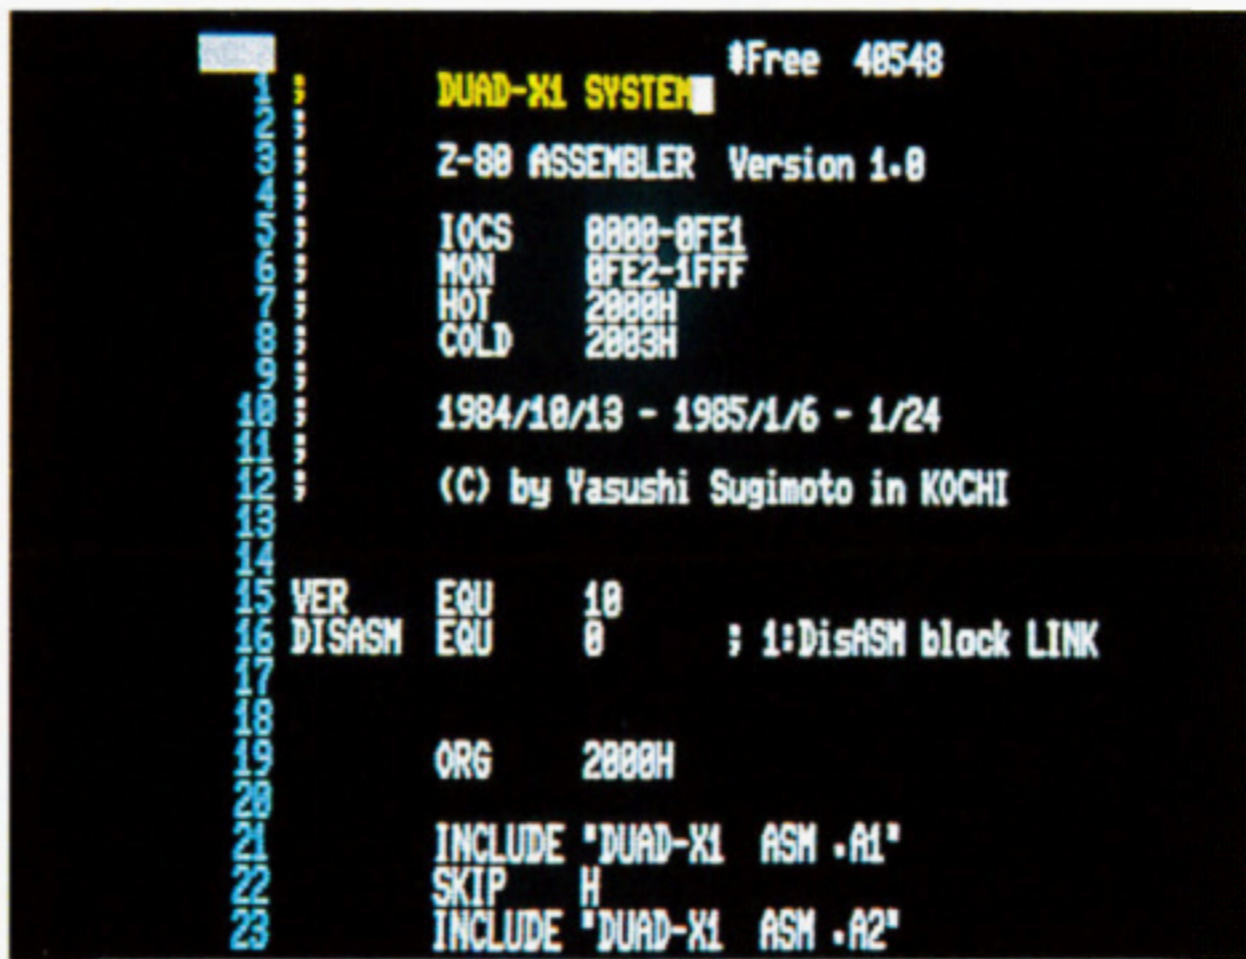 #Free 40548
1 ; DUAD-X1 SYSTEM
2 ;
3 ; Z-80 ASSEMBLER Version 1.0
4 ;
5 ; IOCS 0000-0FE1
6 ; MON 0FE2-1FFF
7 ; HOT 2000H
8 ; COLD 2003H
9 ;
10 ; 1984/10/13 - 1985/1/6 - 1/24
11 ;
12 ; (C) by Yasushi Sugimoto in KOCHI
13
14
15 VER EQU 10
16 DISASM EQU 0 ; 1:DisASM block LINK
17
18
19 ORG 2000H
20
21 INCLUDE "DUAD-X1 ASM .A1"
22 SKIP H
23 INCLUDE "DUAD-X1 ASM .A2"